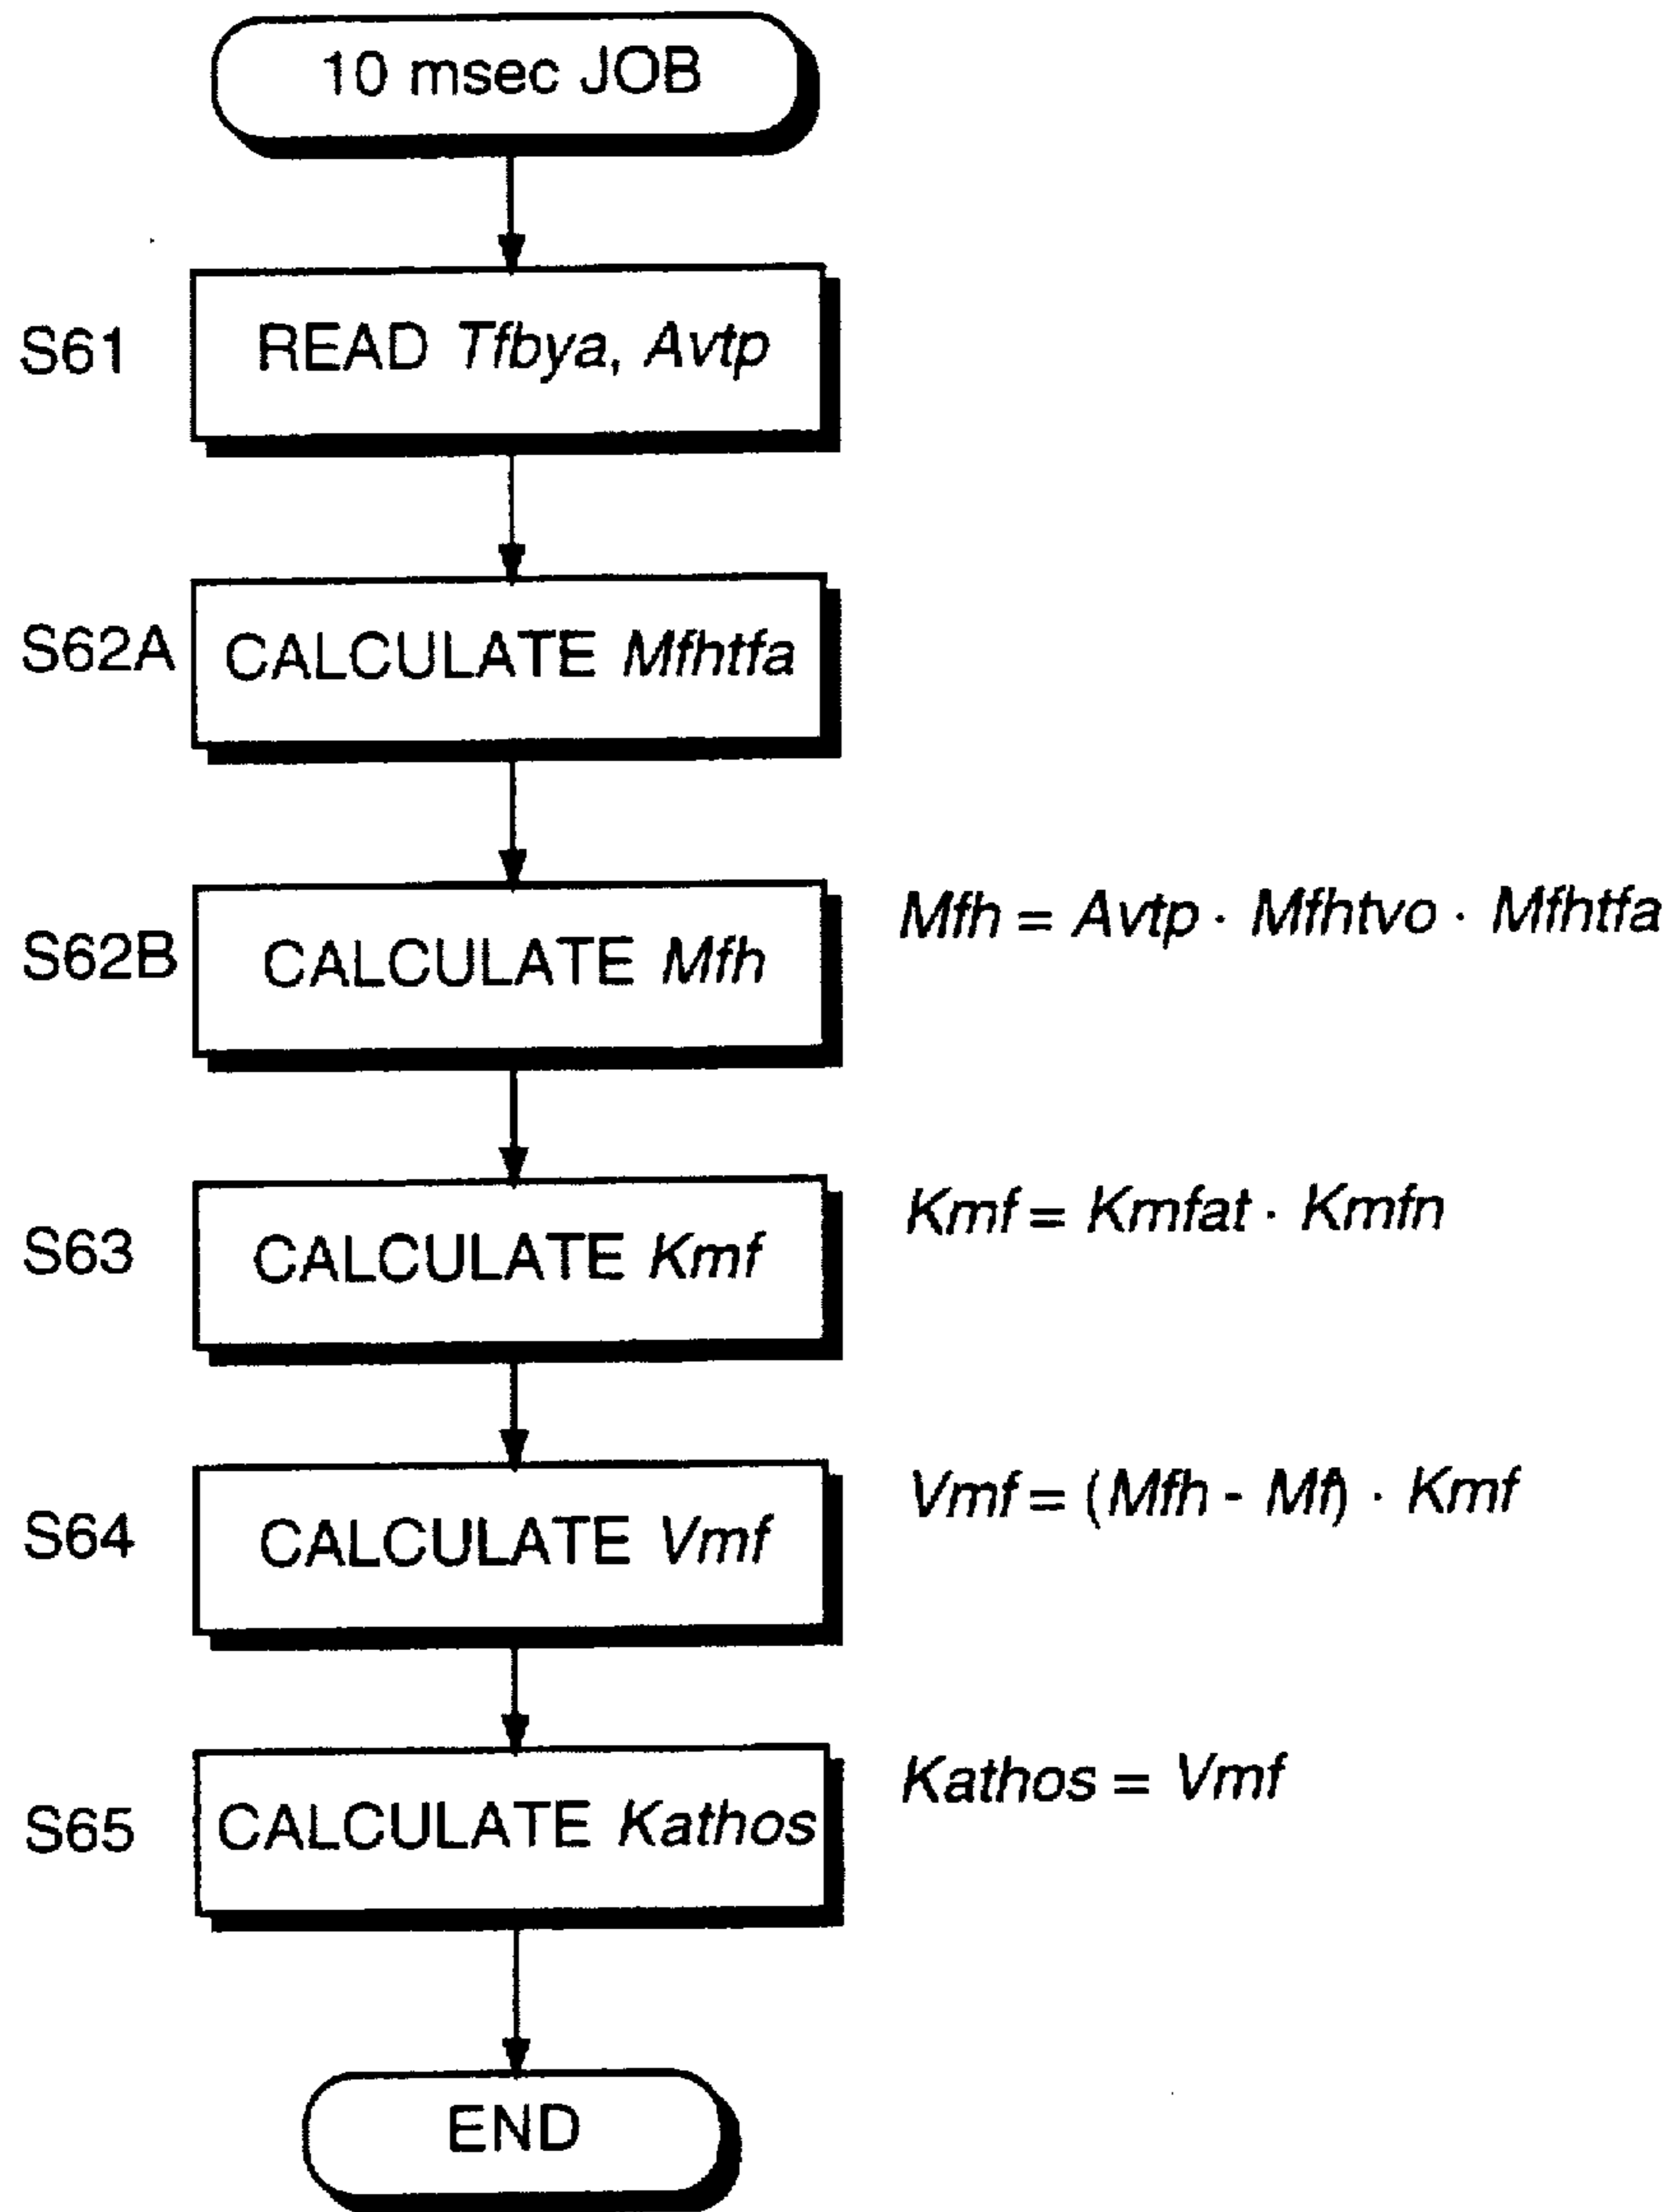 10 msec JOB
S61 READ Tfbya, Avtp
S62A CALCULATE Mfhtfa
S62B CALCULATE Mfh Mfh = Avtp · Mfhtvo · Mfhtfa
S63 CALCULATE Kmf Kmf = Kmfat · Kmfn
S64 CALCULATE Vmf Vmf = (Mfh - Mf) · Kmf
S65 CALCULATE Kathos Kathos = Vmf
END